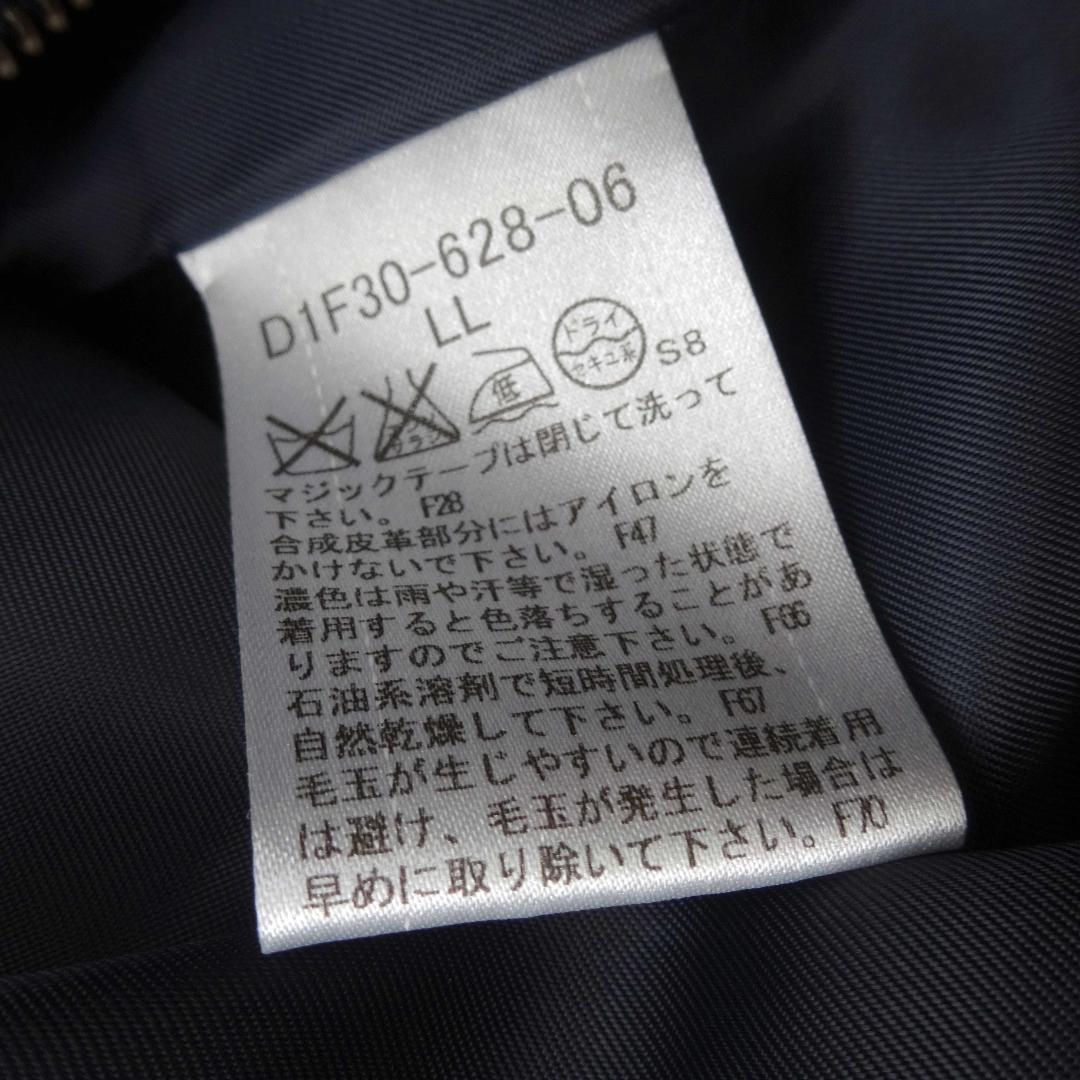 D1F30-628-06
LL
低 ドライ セキユ系 S8
マジックテープは閉じて洗って
下さい。 F28
合成皮革部分にはアイロンを
かけないで下さい。 F47
濃色は雨や汗等で湿った状態で
着用すると色落ちすることがあ
りますのでご注意下さい。 F66
石油系溶剤で短時間処理後、
自然乾燥して下さい。 F67
毛玉が生じやすいので連続着用
は避け、毛玉が発生した場合は
早めに取り除いて下さい。F70